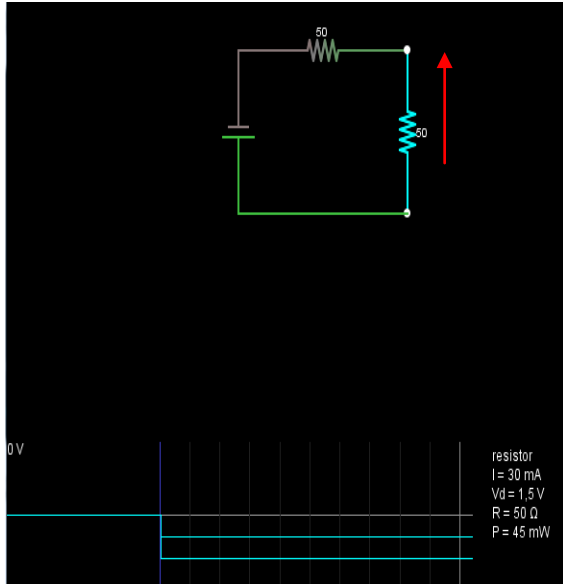 50
50
0 V
resistor
I = 30 mA
Vd = 1,5 V
R = 50 Ω
P = 45 mW